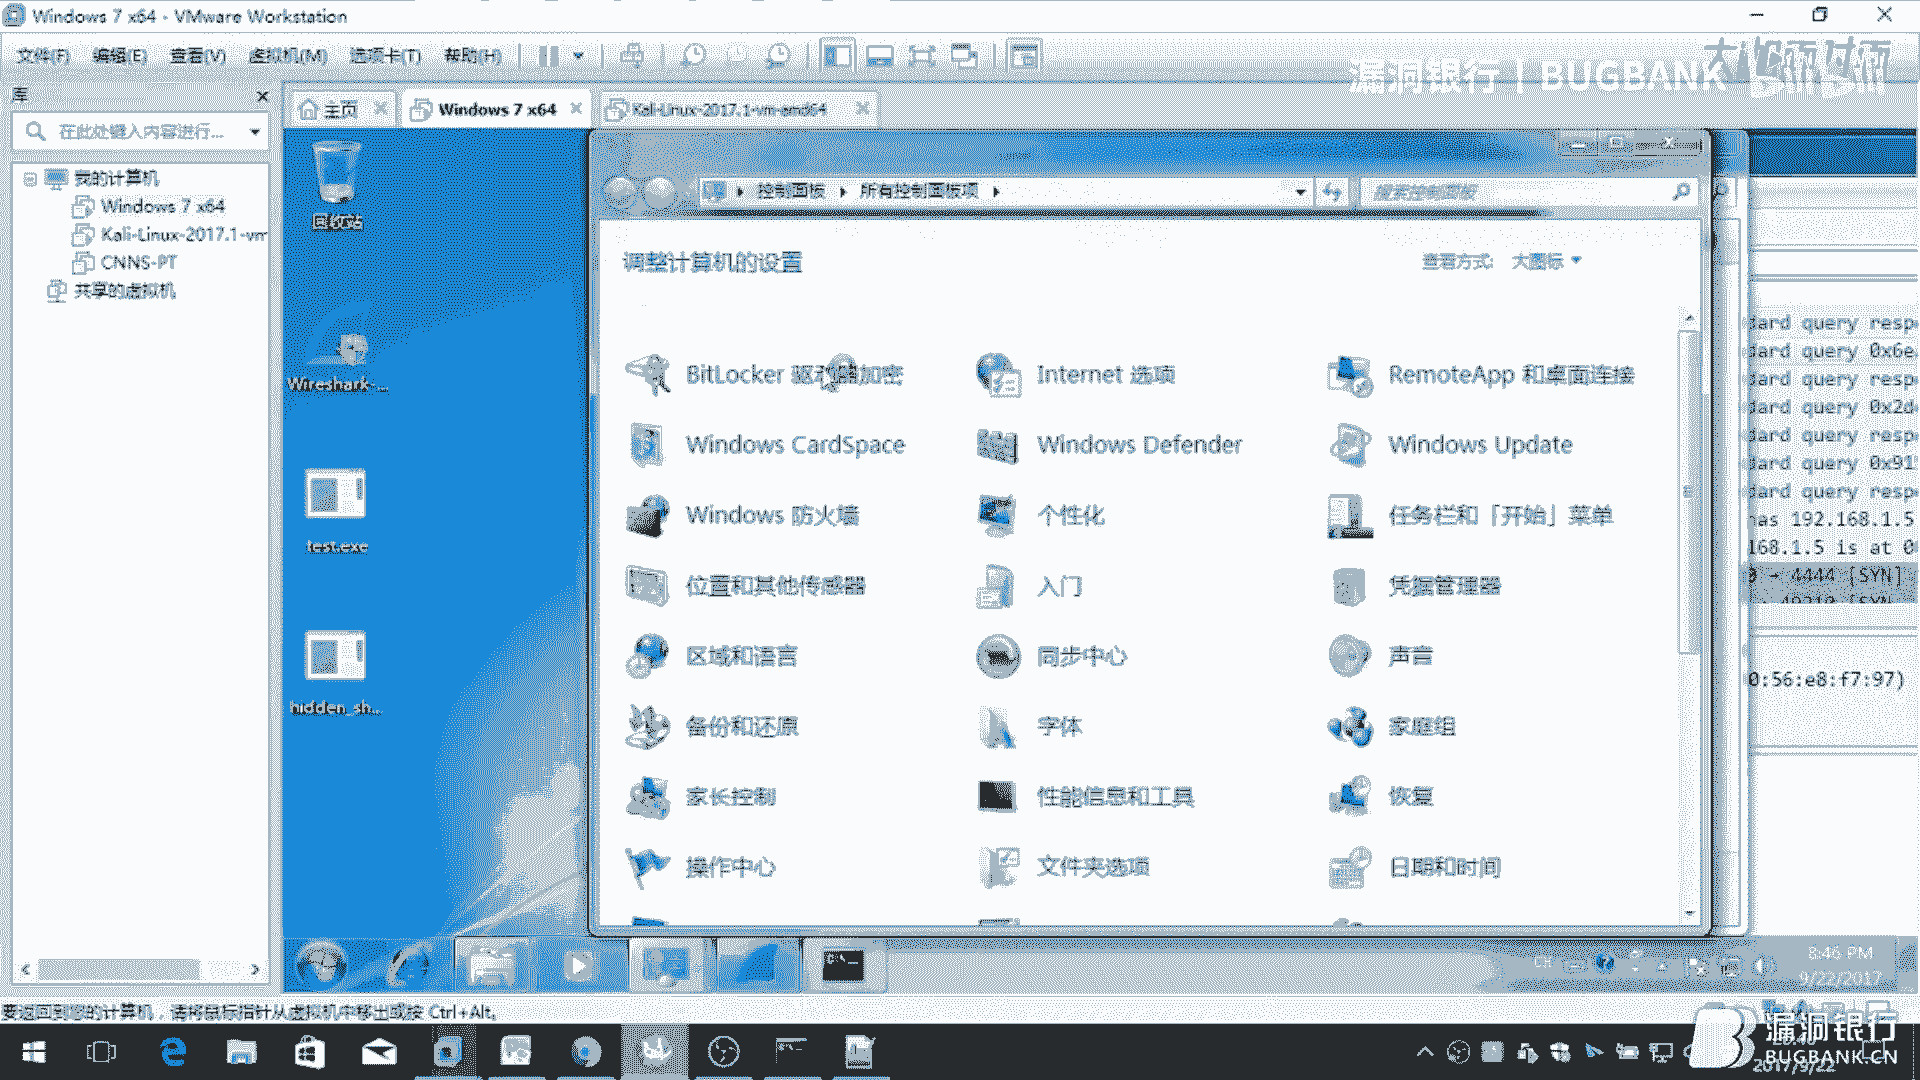 Windows 7 x64 - VMware Workstation
文件(F) 编辑(E) 查看(V) 虚拟机(M) 选项卡(T) 帮助(H)
漏洞银行 | BUGBANK 大咖面对面
库
主页 Windows 7 x64 Kali-Linux-2017.1-vm-amd64
在此处键入内容进行...
我的计算机
Windows 7 x64
Kali-Linux-2017.1-vm
CNNS-PT
共享的虚拟机
回收站
Wireshark-...
test.exe
hidden_sh...
控制面板 所有控制面板项
搜索控制面板
调整计算机的设置
查看方式: 大图标
BitLocker 驱动器加密 Internet 选项 RemoteApp 和桌面连接
Windows CardSpace Windows Defender Windows Update
Windows 防火墙 个性化 任务栏和「开始」菜单
位置和其他传感器 入门 凭据管理器
区域和语言 同步中心 声音
备份和还原 字体 家庭组
家长控制 性能信息和工具 恢复
操作中心 文件夹选项 日期和时间
dard query resp
dard query 0x6e
dard query resp
dard query 0x2d
dard query resp
dard query 0x91
dard query resp
has 192.168.1.5
168.1.5 is at 0
→ 4444 [SYN]
49210 [SYN
0:56:e8:f7:97)
CH
8:46 PM
9/22/2017
要返回到您的计算机，请将鼠标指针从虚拟机中移出或按 Ctrl+Alt。
漏洞银行
BUGBANK.CN
2017/9/22